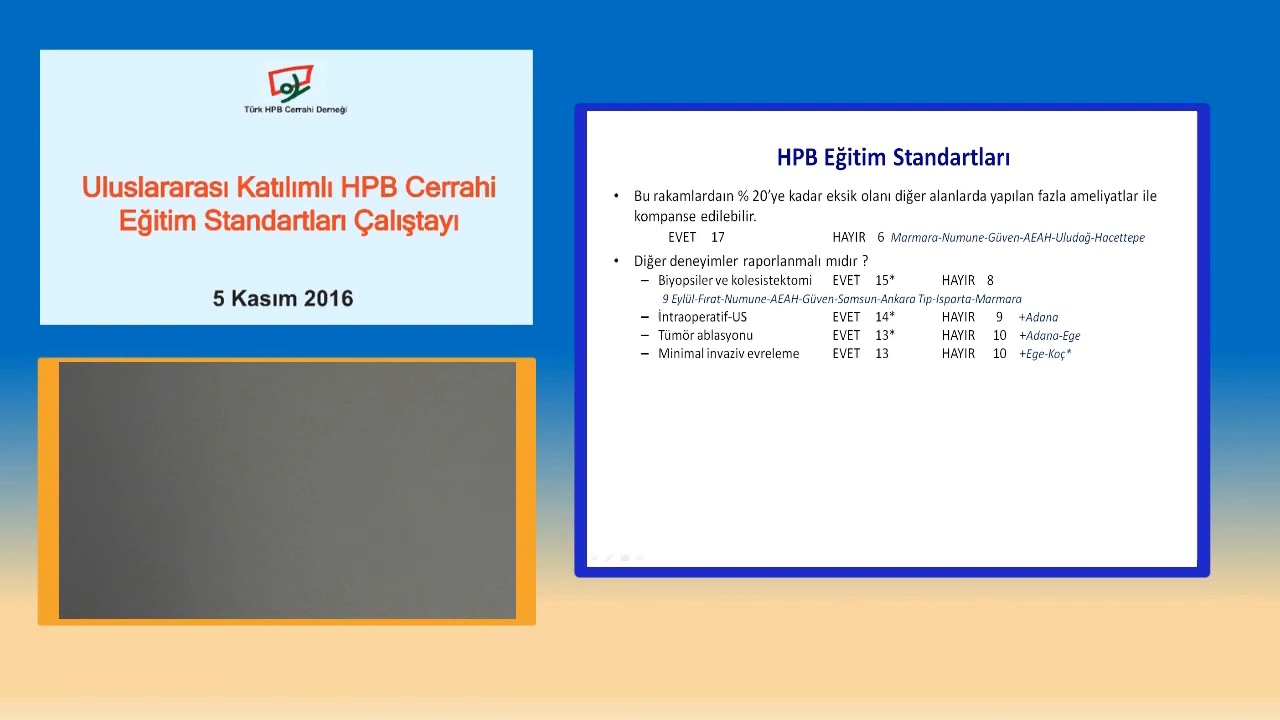 Türk HPB Cerrahi Derneği
Uluslararası Katılımlı HPB Cerrahi
Eğitim Standartları Çalıştayı
5 Kasım 2016
HPB Eğitim Standartları
• Bu rakamlardaın % 20’ye kadar eksik olanı diğer alanlarda yapılan fazla ameliyatlar ile
kompanse edilebilir.
EVET 17 HAYIR 6 Marmara-Numune-Güven-AEAH-Uludağ-Hacettepe
• Diğer deneyimler raporlanmalı mıdır ?
– Biyopsiler ve kolesistektomi EVET 15* HAYIR 8
9 Eylül-Fırat-Numune-AEAH-Güven-Samsun-Ankara Tıp-Isparta-Marmara
– İntraoperatif-US EVET 14* HAYIR 9 +Adana
– Tümör ablasyonu EVET 13* HAYIR 10 +Adana-Ege
– Minimal invaziv evreleme EVET 13 HAYIR 10 +Ege-Koç*